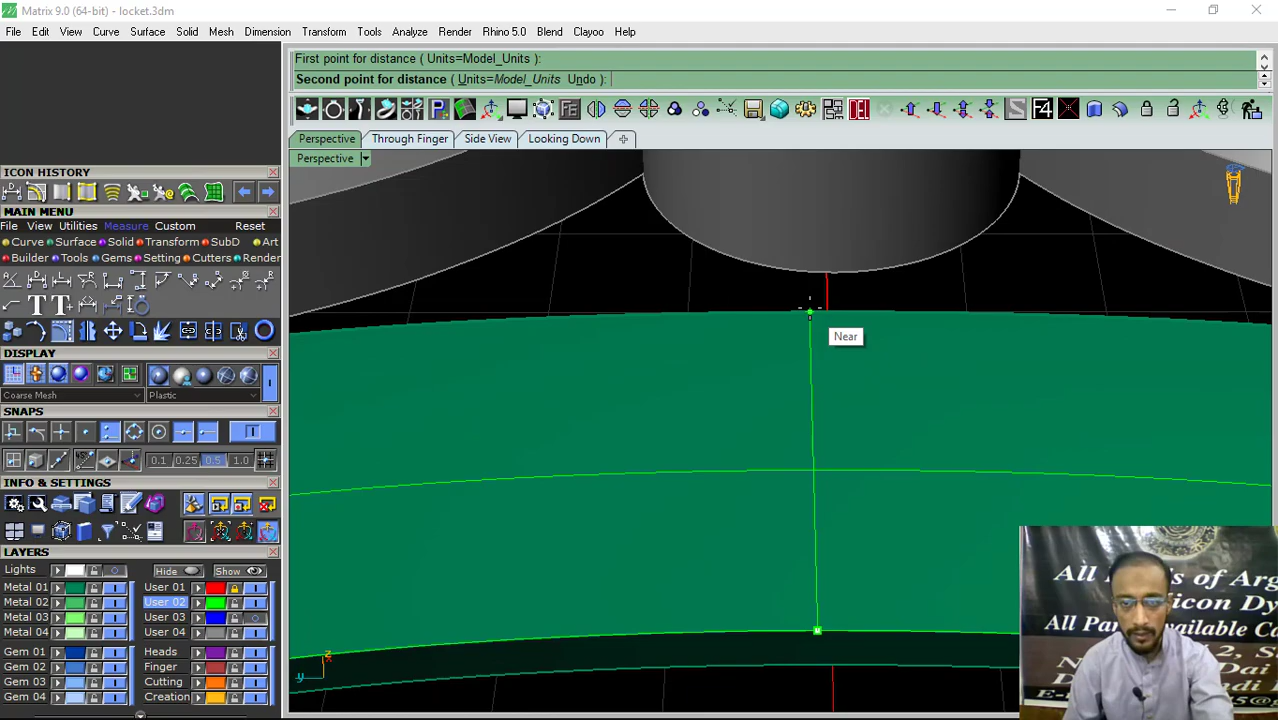 Matrix 9.0 (64-bit) - locket.3dm
File Edit View Curve Surface Solid Mesh Dimension Transform Tools Analyze Render Rhino 5.0 Blend Clayoo Help
First point for distance ( Units=Model_Units ):
Second point for distance ( Units=Model_Units Undo ):
Perspective Through Finger Side View Looking Down
Perspective
ICON HISTORY
MAIN MENU
File View Utilities Measure Custom Reset
Curve Surface Solid Transform SubD Art
Builder Tools Gems Setting Cutters Render
DISPLAY
Coarse Mesh Plastic
SNAPS
0.1 0.25 0.5 1.0
INFO & SETTINGS
LAYERS
Lights Hide Show
Metal 01 User 01
Metal 02 User 02
Metal 03 User 03
Metal 04 User 04
Gem 01 Heads
Gem 02 Finger
Gem 03 Cutting
Gem 04 Creation
Near
z
x
y
F4
DEL
All